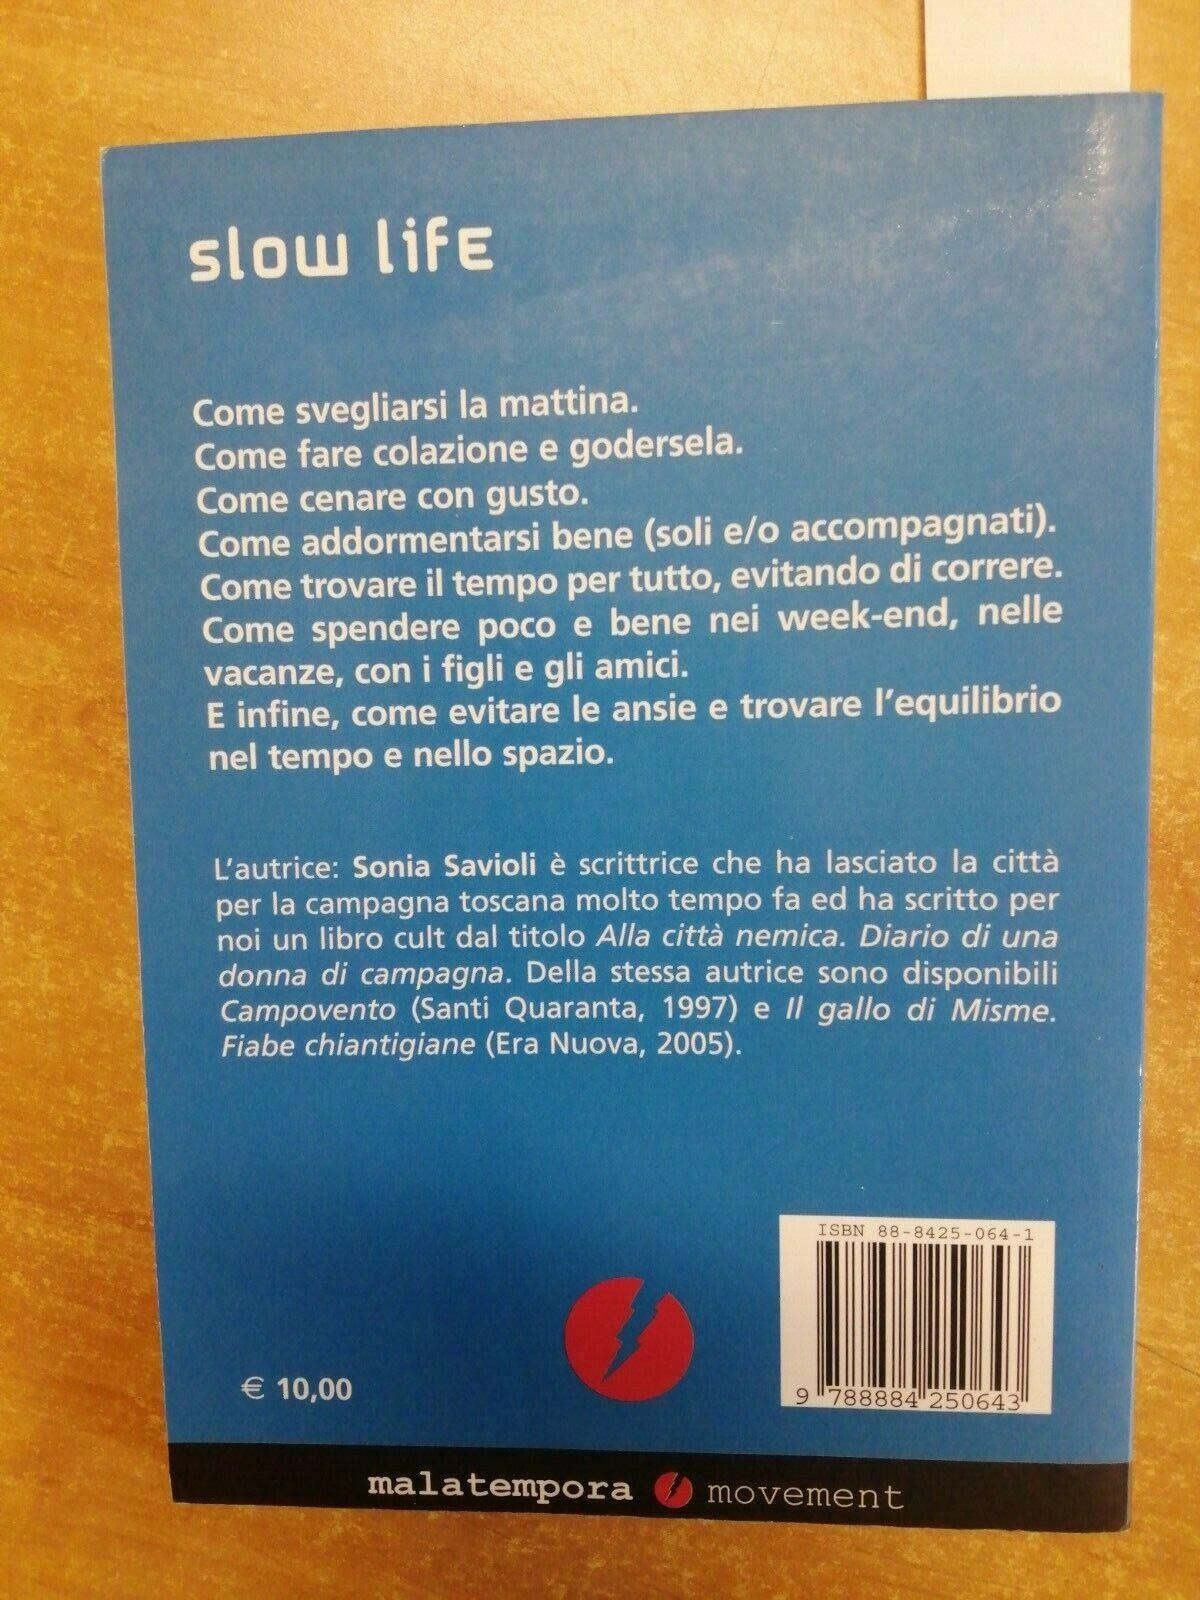 slow life
Come svegliarsi la mattina.
Come fare colazione e godersela.
Come cenare con gusto.
Come addormentarsi bene (soli e/o accompagnati).
Come trovare il tempo per tutto, evitando di correre.
Come spendere poco e bene nei week-end, nelle
vacanze, con i figli e gli amici.
E infine, come evitare le ansie e trovare l'equilibrio
nel tempo e nello spazio.
L'autrice: Sonia Savioli è scrittrice che ha lasciato la città
per la campagna toscana molto tempo fa ed ha scritto per
noi un libro cult dal titolo Alla città nemica. Diario di una
donna di campagna. Della stessa autrice sono disponibili
Campovento (Santi Quaranta, 1997) e Il gallo di Misme.
Fiabe chiantigiane (Era Nuova, 2005).
ISBN 88-8425-064-1
9 788884 250643
€ 10,00
malatempora movement